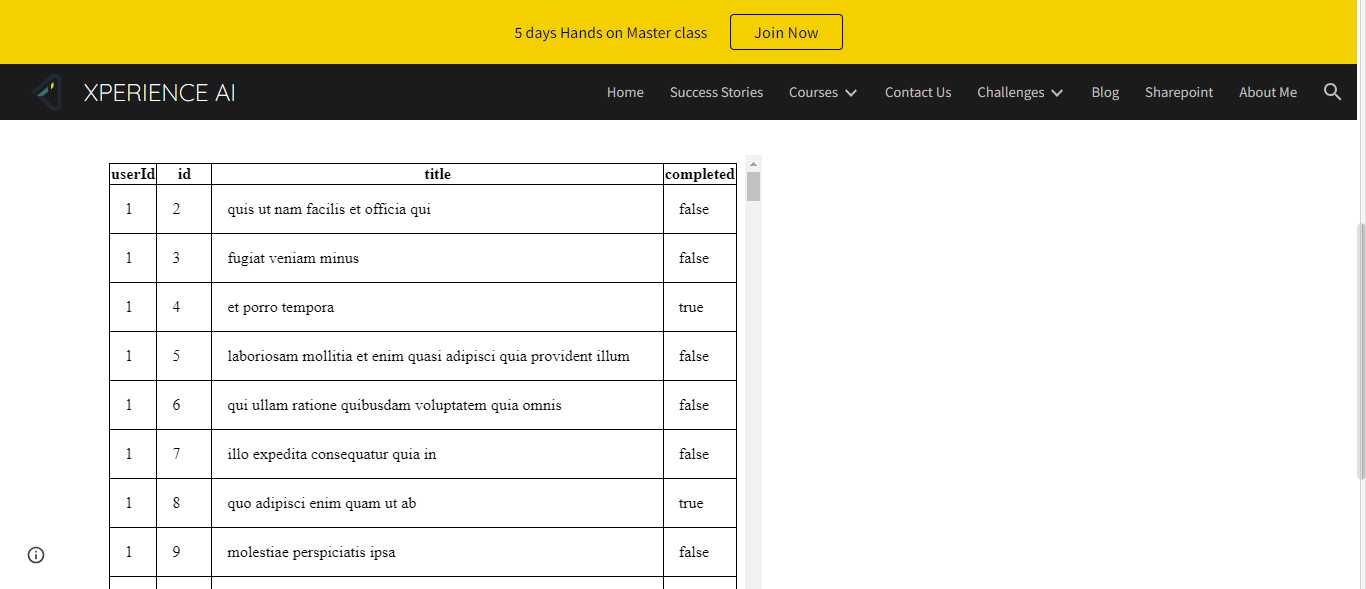 5 days Hands on Master class Join Now
XPERIENCE AI Home Success Stories Courses Contact Us Challenges Blog Sharepoint About Me
userId id title completed
1 2 quis ut nam facilis et officia qui false
1 3 fugiat veniam minus false
1 4 et porro tempora true
1 5 laboriosam mollitia et enim quasi adipisci quia provident illum false
1 6 qui ullam ratione quibusdam voluptatem quia omnis false
1 7 illo expedita consequatur quia in false
1 8 quo adipisci enim quam ut ab true
1 9 molestiae perspiciatis ipsa false